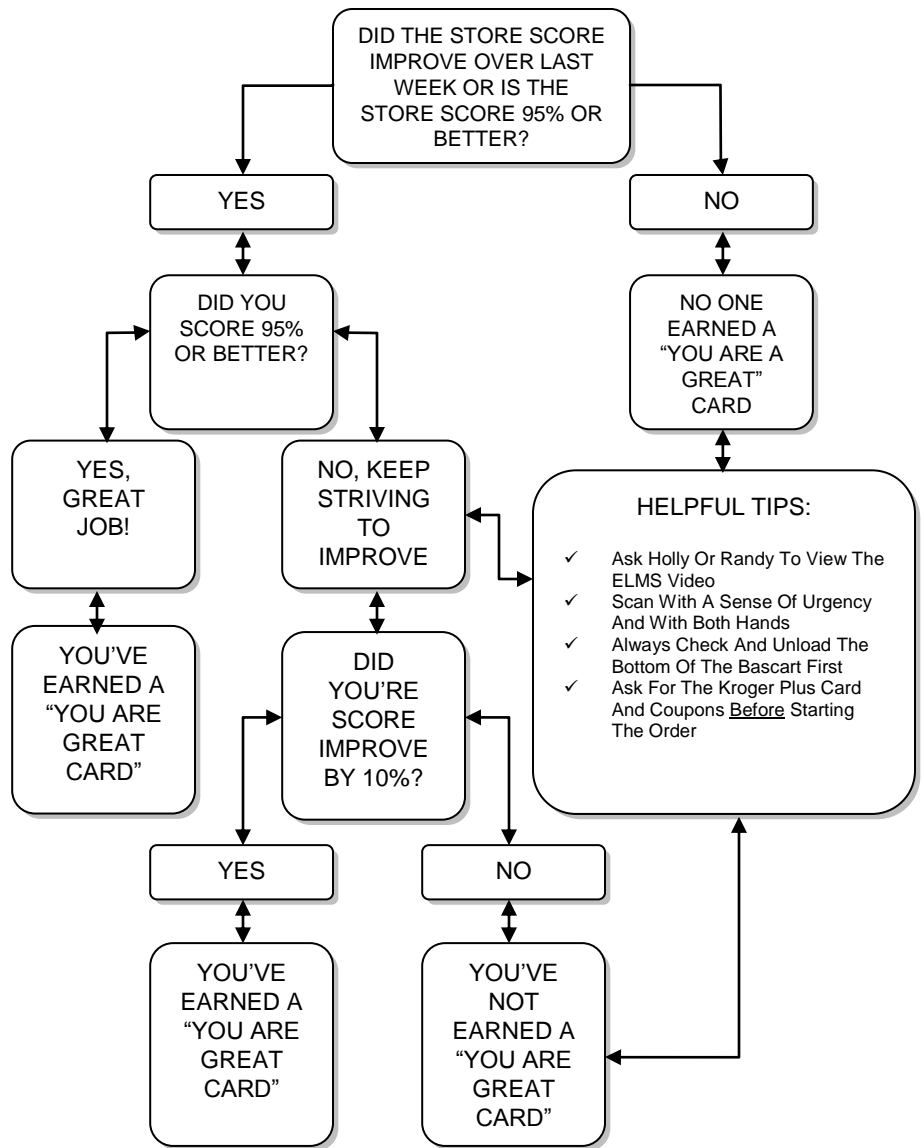 DID THE STORE SCORE
IMPROVE OVER LAST
WEEK OR IS THE
STORE SCORE 95% OR
BETTER?
YES
NO
DID YOU
SCORE 95%
OR BETTER?
NO ONE
EARNED A
“YOU ARE A
GREAT”
CARD
YES,
GREAT
JOB!
NO, KEEP
STRIVING
TO
IMPROVE
HELPFUL TIPS:
✓ Ask Holly Or Randy To View The
ELMS Video
✓ Scan With A Sense Of Urgency
And With Both Hands
✓ Always Check And Unload The
Bottom Of The Bascart First
✓ Ask For The Kroger Plus Card
And Coupons Before Starting
The Order
YOU’VE
EARNED A
“YOU ARE
GREAT
CARD”
DID
YOU’RE
SCORE
IMPROVE
BY 10%?
YES
NO
YOU’VE
EARNED A
“YOU ARE
GREAT
CARD”
YOU’VE
NOT
EARNED A
“YOU ARE
GREAT
CARD”